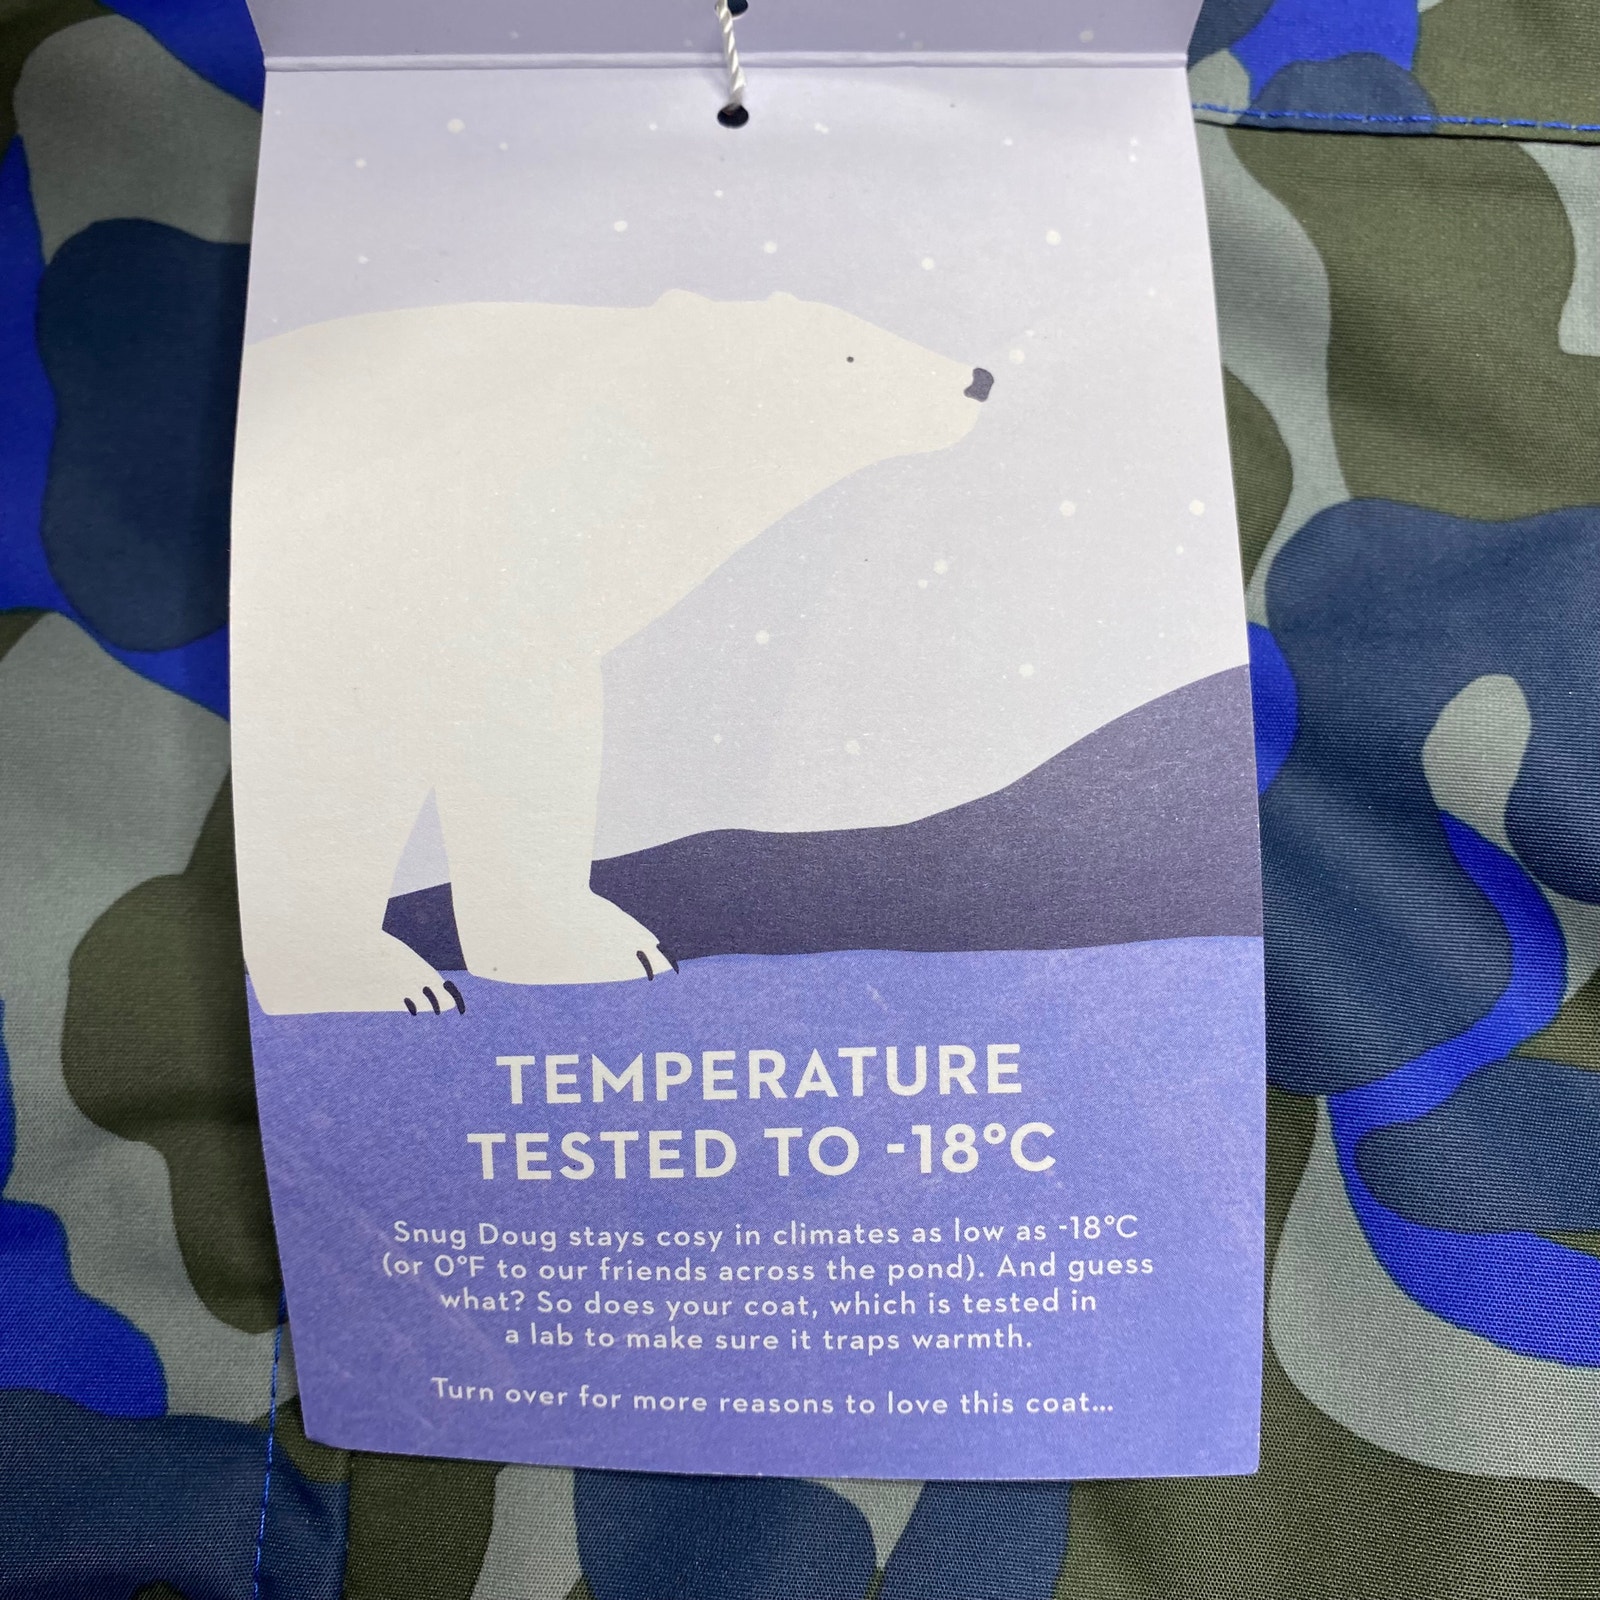 TEMPERATURE
TESTED TO -18°C
Snug Doug stays cosy in climates as low as -18°C
(or 0°F to our friends across the pond). And guess
what? So does your coat, which is tested in
a lab to make sure it traps warmth.
Turn over for more reasons to love this coat...